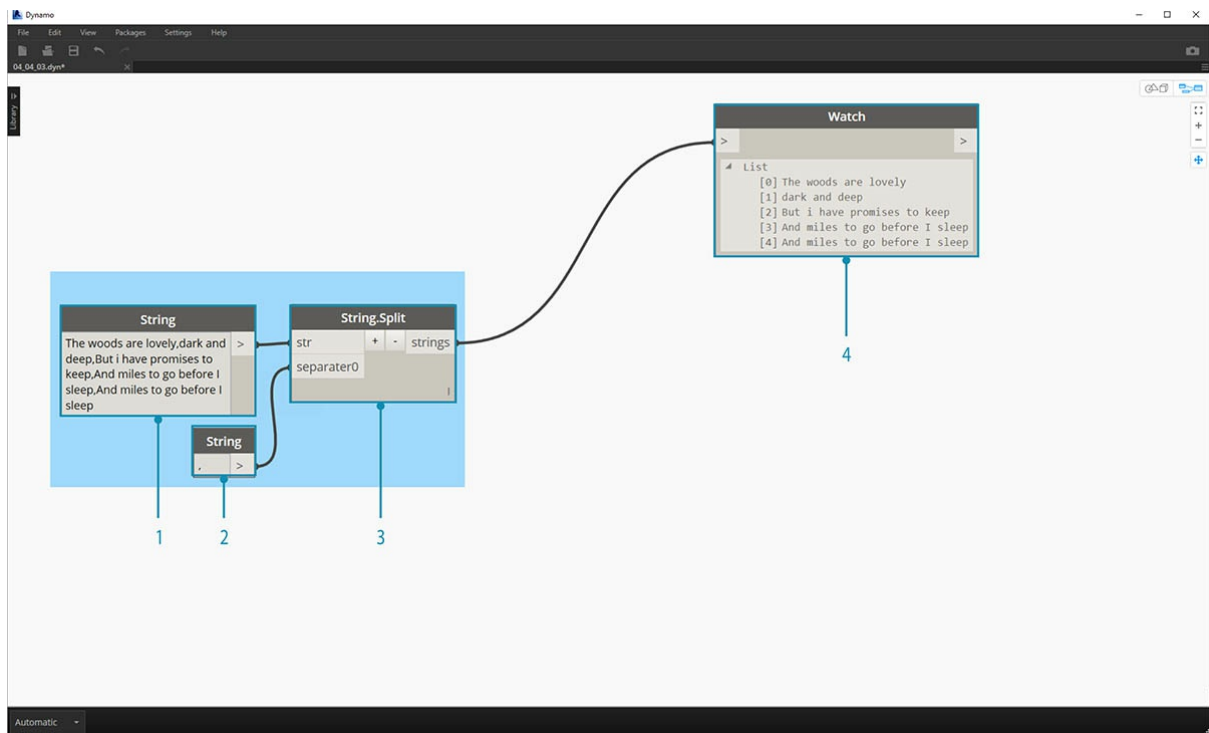 Dynamo
File Edit View Packages Settings Help
04_04_03.dyn*
Library
Watch
> >
List
[0] The woods are lovely
[1] dark and deep
[2] But i have promises to keep
[3] And miles to go before I sleep
[4] And miles to go before I sleep
4
String
The woods are lovely,dark and >
deep,But i have promises to
keep,And miles to go before I
sleep,And miles to go before I
sleep
String.Split
str + - strings
separater0
String
, >
1 2 3
Automatic